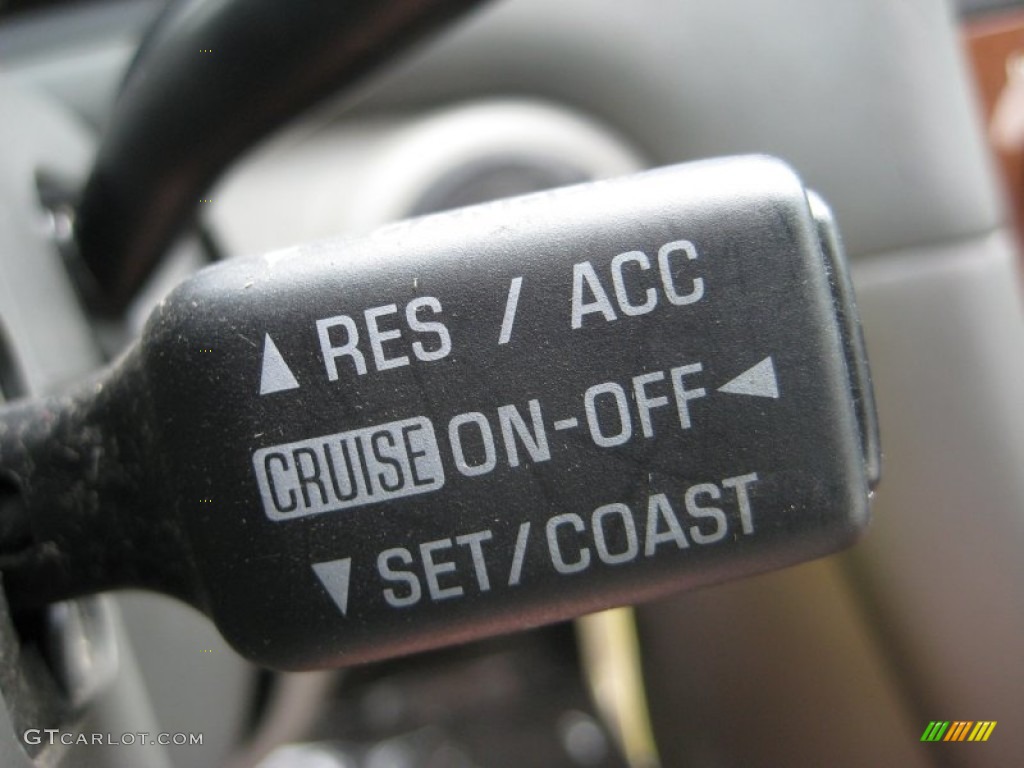 ▲ RES / ACC
CRUISE ON-OFF ◀
▼ SET/COAST
GTCARLOT.COM